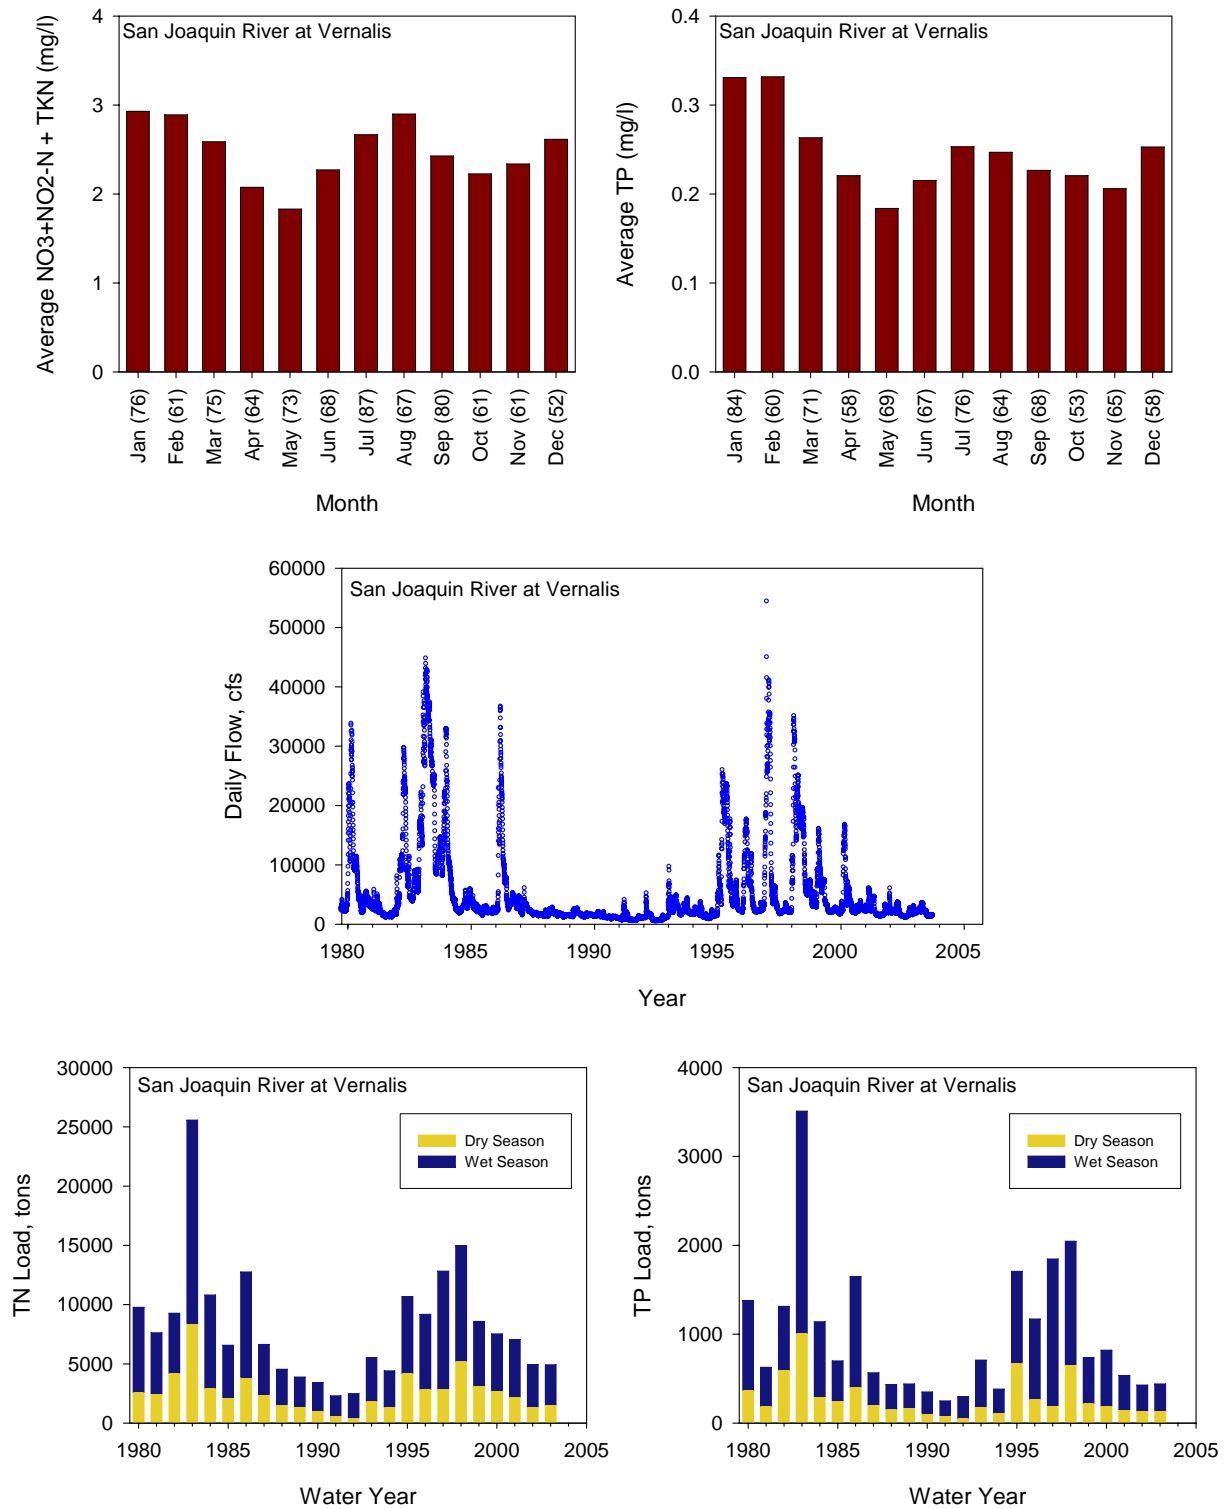 San Joaquin River at Vernalis
Average NO3+NO2-N + TKN (mg/l)
4
3
2
1
0
Jan (76)
Feb (61)
Mar (75)
Apr (64)
May (73)
Jun (68)
Jul (87)
Aug (67)
Sep (80)
Oct (61)
Nov (61)
Dec (52)
Month
San Joaquin River at Vernalis
Average TP (mg/l)
0.4
0.3
0.2
0.1
0.0
Jan (84)
Feb (60)
Mar (71)
Apr (58)
May (69)
Jun (67)
Jul (76)
Aug (64)
Sep (68)
Oct (53)
Nov (65)
Dec (58)
Month
San Joaquin River at Vernalis
Daily Flow, cfs
60000
50000
40000
30000
20000
10000
0
1980 1985 1990 1995 2000 2005
Year
San Joaquin River at Vernalis
TN Load, tons
30000
25000
20000
15000
10000
5000
0
Dry Season
Wet Season
1980 1985 1990 1995 2000 2005
Water Year
San Joaquin River at Vernalis
TP Load, tons
4000
3000
2000
1000
0
Dry Season
Wet Season
1980 1985 1990 1995 2000 2005
Water Year